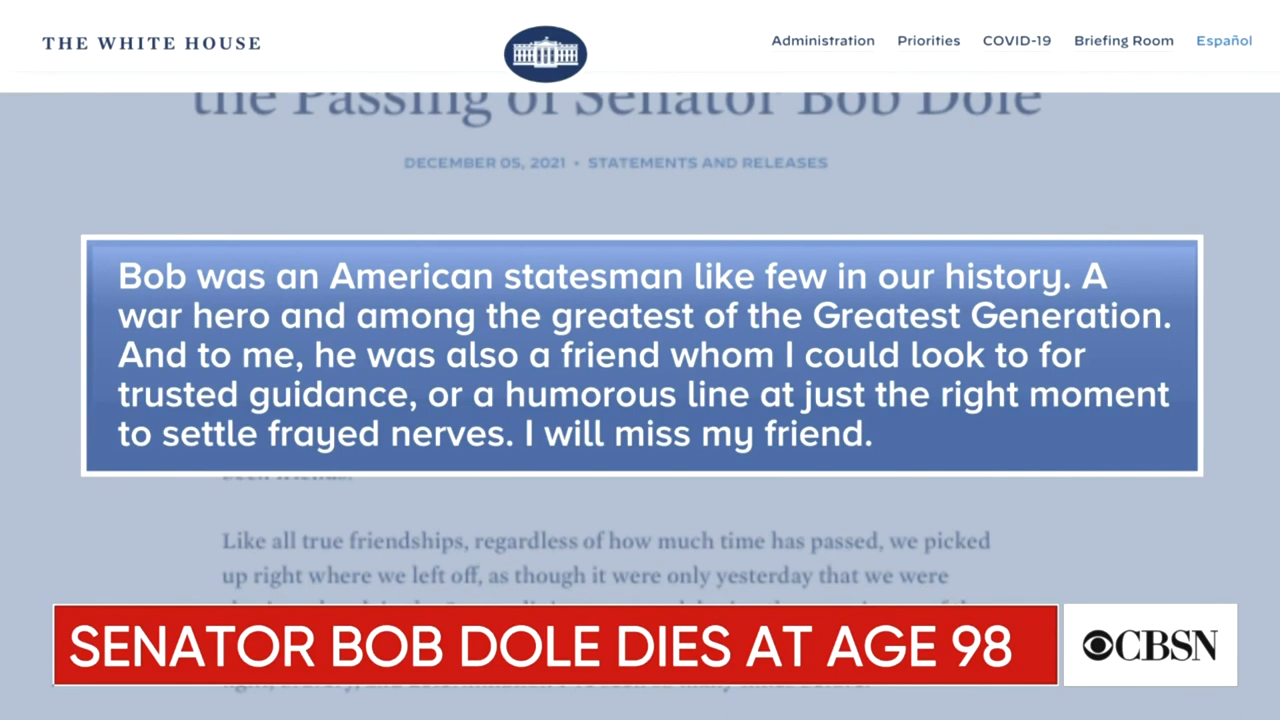 THE WHITE HOUSE
Administration Priorities COVID-19 Briefing Room Español
the Passing of Senator Bob Dole
DECEMBER 05, 2021 • STATEMENTS AND RELEASES
Bob was an American statesman like few in our history. A
war hero and among the greatest of the Greatest Generation.
And to me, he was also a friend whom I could look to for
trusted guidance, or a humorous line at just the right moment
to settle frayed nerves. I will miss my friend.
been friends.
Like all true friendships, regardless of how much time has passed, we picked
up right where we left off, as though it were only yesterday that we were
SENATOR BOB DOLE DIES AT AGE 98
CBSN